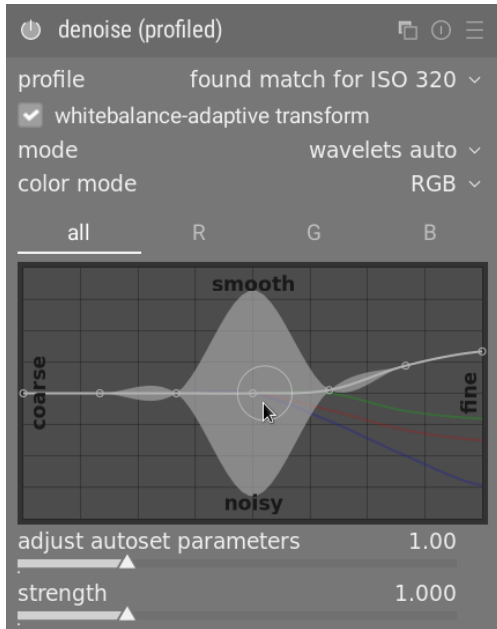 denoise (profiled)
profile found match for ISO 320
whitebalance-adaptive transform
mode wavelets auto
color mode RGB
all R G B
smooth
coarse
fine
noisy
adjust autoset parameters 1.00
strength 1.000